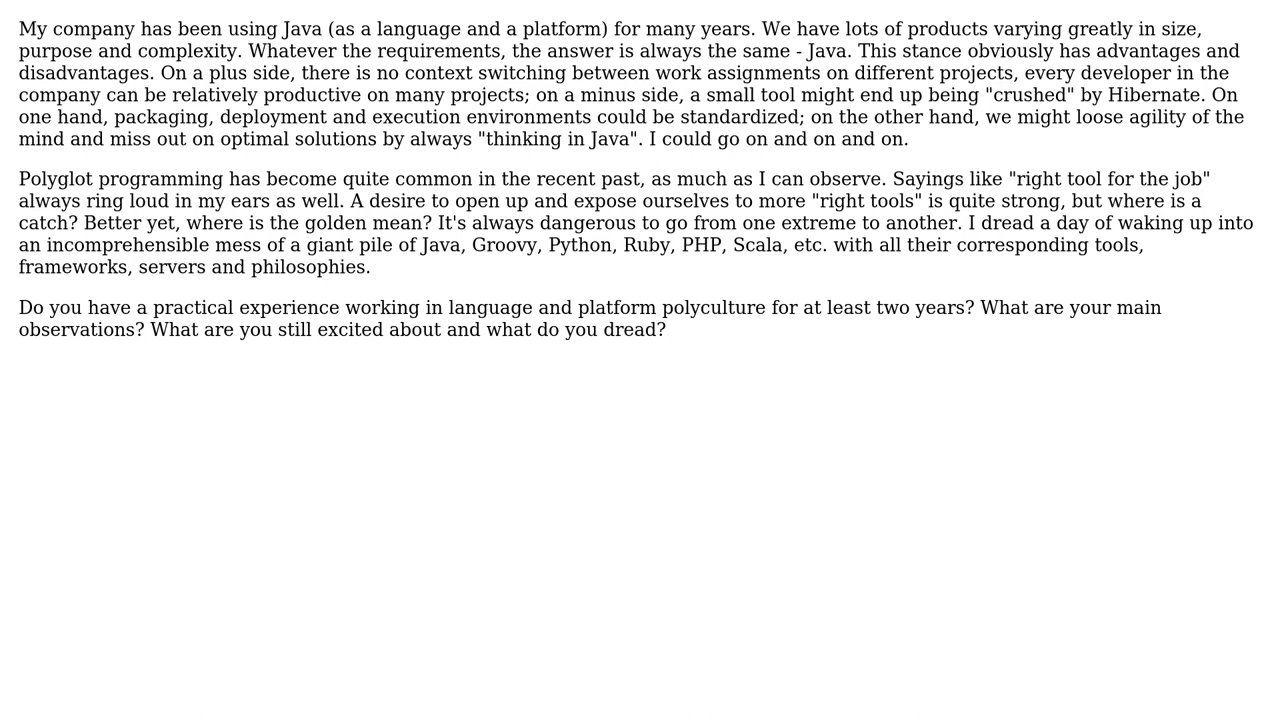 My company has been using Java (as a language and a platform) for many years. We have lots of products varying greatly in size,
purpose and complexity. Whatever the requirements, the answer is always the same - Java. This stance obviously has advantages and
disadvantages. On a plus side, there is no context switching between work assignments on different projects, every developer in the
company can be relatively productive on many projects; on a minus side, a small tool might end up being "crushed" by Hibernate. On
one hand, packaging, deployment and execution environments could be standardized; on the other hand, we might loose agility of the
mind and miss out on optimal solutions by always "thinking in Java". I could go on and on and on.
Polyglot programming has become quite common in the recent past, as much as I can observe. Sayings like "right tool for the job"
always ring loud in my ears as well. A desire to open up and expose ourselves to more "right tools" is quite strong, but where is a
catch? Better yet, where is the golden mean? It's always dangerous to go from one extreme to another. I dread a day of waking up into
an incomprehensible mess of a giant pile of Java, Groovy, Python, Ruby, PHP, Scala, etc. with all their corresponding tools,
frameworks, servers and philosophies.
Do you have a practical experience working in language and platform polyculture for at least two years? What are your main
observations? What are you still excited about and what do you dread?